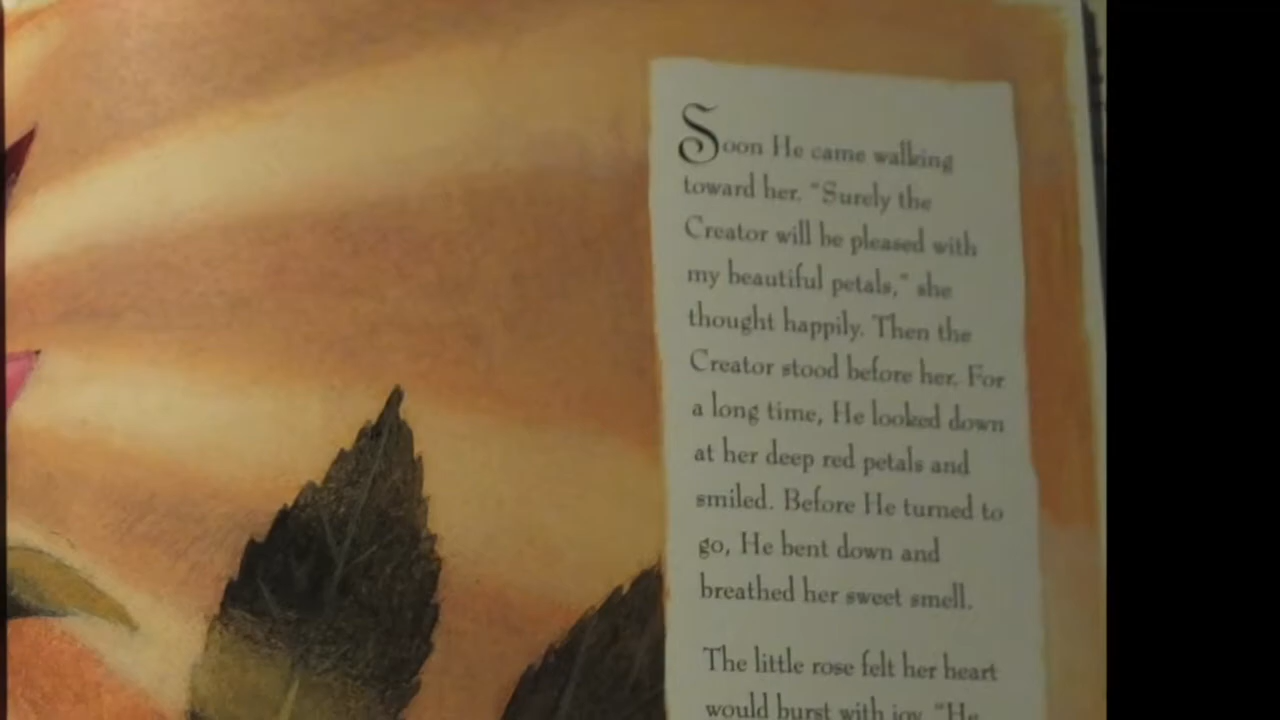 Soon He came walking
toward her. "Surely the
Creator will be pleased with
my beautiful petals," she
thought happily. Then the
Creator stood before her. For
a long time, He looked down
at her deep red petals and
smiled. Before He turned to
go, He bent down and
breathed her sweet smell.
The little rose felt her heart
would burst with joy. "He